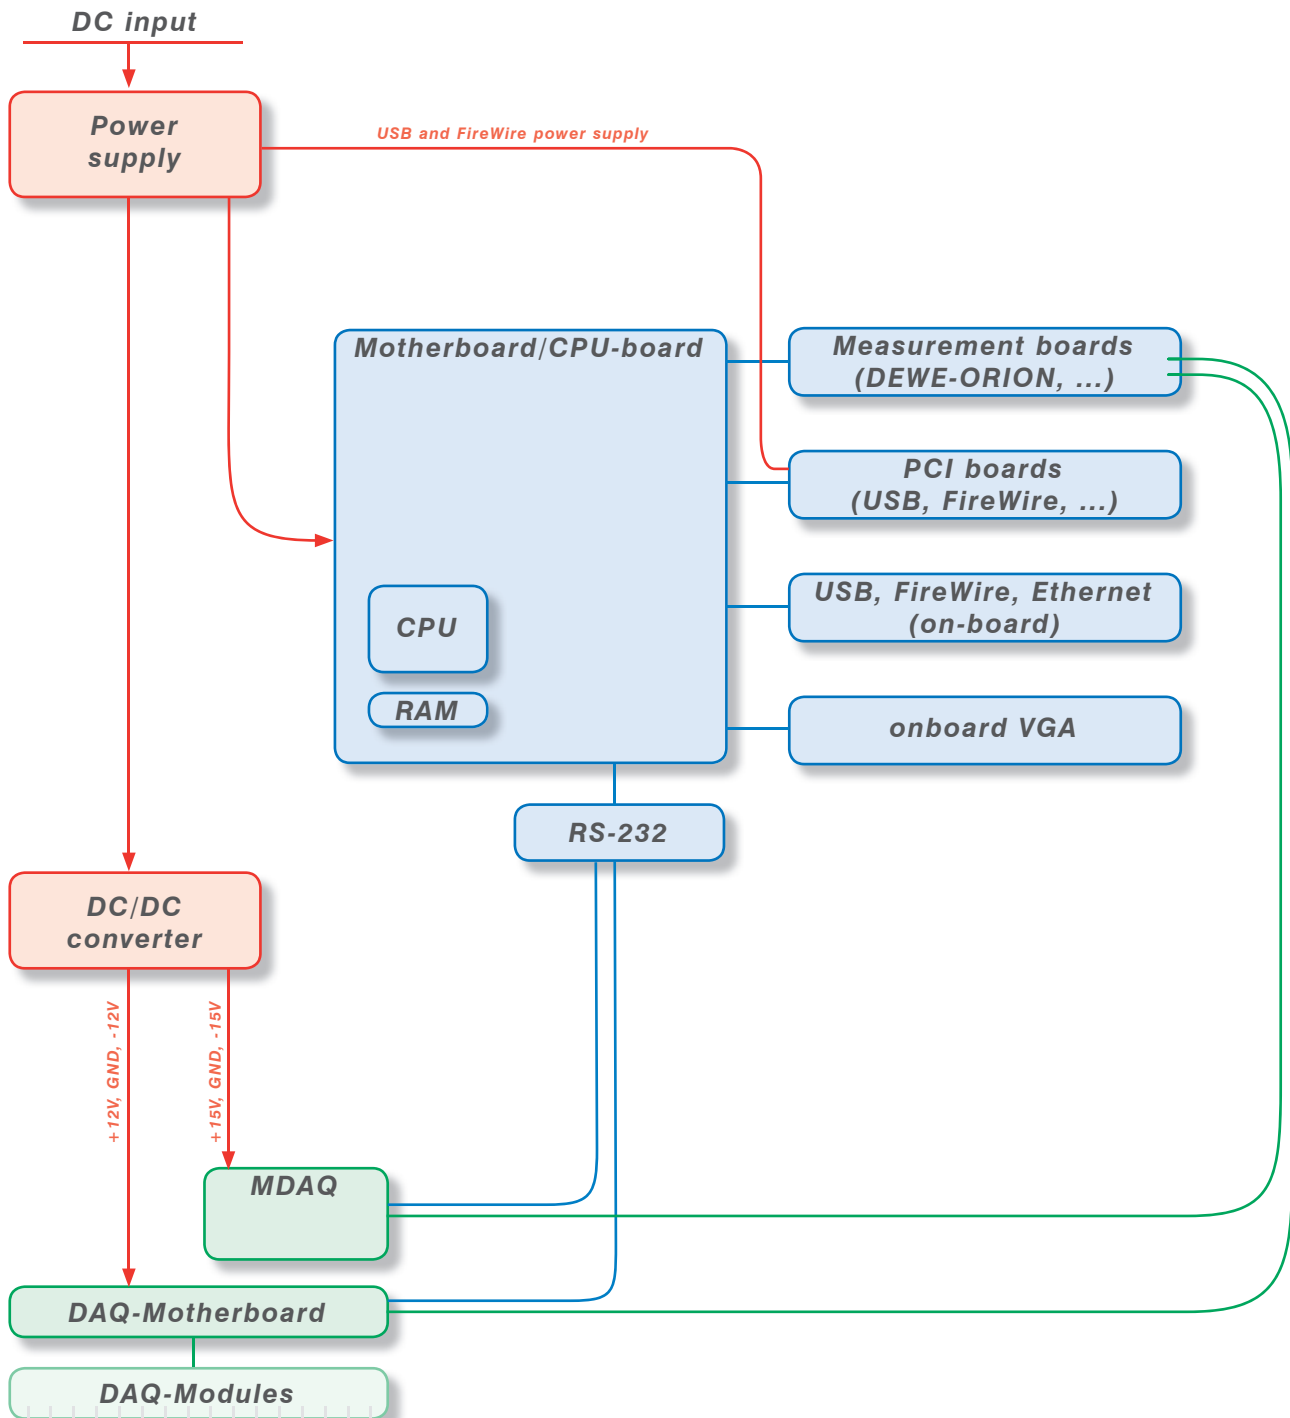 DC input
Power
supply
USB and FireWire power supply
Motherboard/CPU-board
Measurement boards
(DEWE-ORION, ...)
PCI boards
(USB, FireWire, ...)
USB, FireWire, Ethernet
(on-board)
CPU
RAM
onboard VGA
RS-232
DC/DC
converter
+12V, GND, -12V
+15V, GND, -15V
MDAQ
DAQ-Motherboard
DAQ-Modules